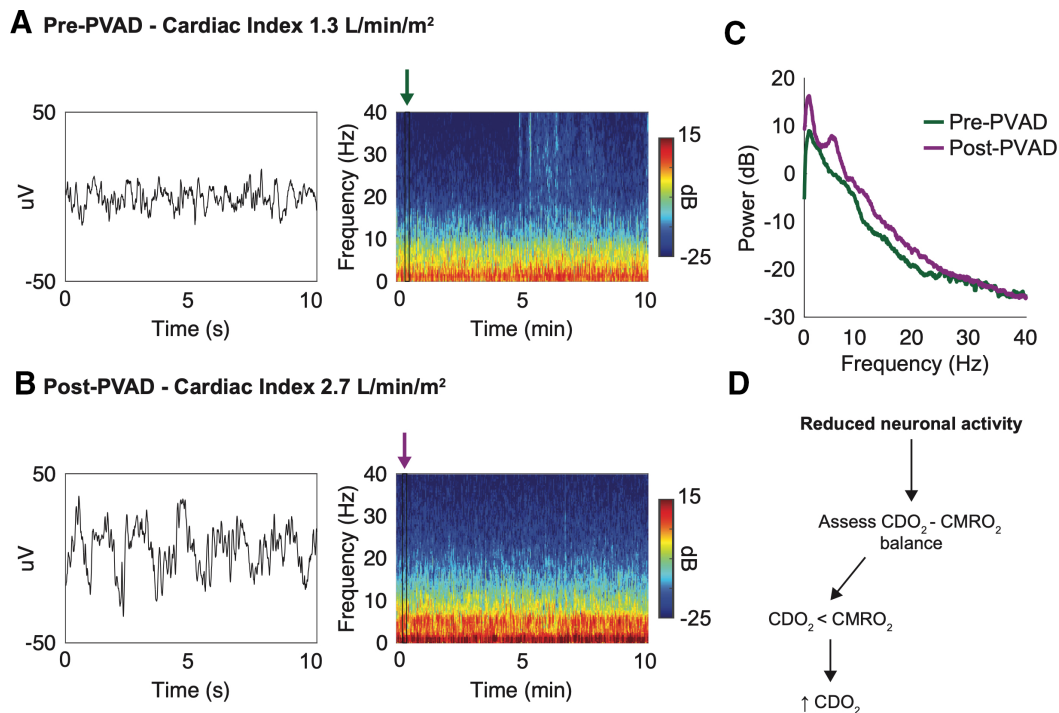 A Pre-PVAD - Cardiac Index 1.3 L/min/m²
50
uV
-50
0 5 10
Time (s)
40
30
20
10
0
Frequency (Hz)
0 5 10
Time (min)
15
dB
-25
B Post-PVAD - Cardiac Index 2.7 L/min/m²
50
uV
-50
0 5 10
Time (s)
40
30
20
10
0
Frequency (Hz)
0 5 10
Time (min)
15
dB
-25
C
20
10
0
-10
-20
-30
Power (dB)
Pre-PVAD
Post-PVAD
0 10 20 30 40
Frequency (Hz)
D
Reduced neuronal activity
Assess CDO₂ - CMRO₂
balance
CDO₂ < CMRO₂
↑ CDO₂